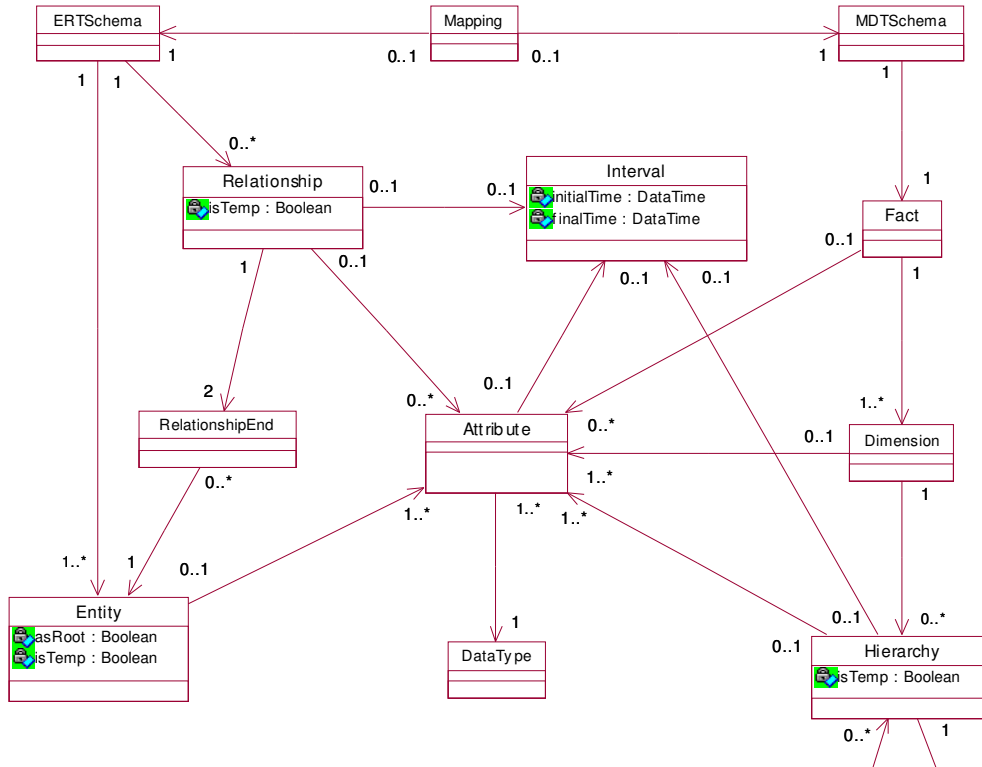 ERTSchema
Mapping
MDTSchema
1
0..1
0..1
1
1
1
1
0..*
1
Relationship
isTemp : Boolean
0..1
0..1
Interval
initialTime : DataTime
finalTime : DataTime
Fact
1
0..1
0..1
1
0..1
0..1
2
0..*
0..1
0..*
1..*
RelationshipEnd
Attribute
0..1
Dimension
0..*
1..*
1..*
1..*
1..*
1
1..*
1
0..1
Entity
asRoot : Boolean
isTemp : Boolean
1
DataType
0..1
0..1
0..*
Hierarchy
isTemp : Boolean
0..*
1